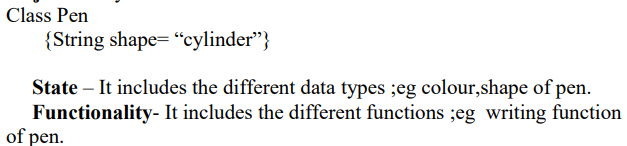 Class Pen
{String shape= “cylinder”}
State – It includes the different data types ;eg colour,shape of pen.
Functionality- It includes the different functions ;eg  writing function
of pen.